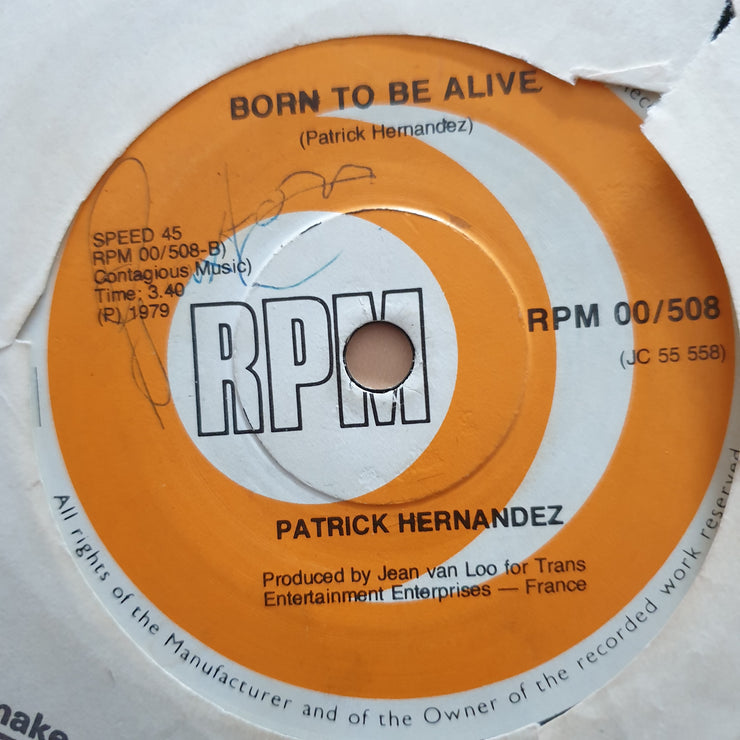 BORN TO BE ALIVE
(Patrick Hernandez)
SPEED 45
RPM 00/508-B)
Contagious Music)
Time: 3.40
(P) 1979
RPM
RPM 00/508
(JC 55 558)
PATRICK HERNANDEZ
Produced by Jean van Loo for Trans
Entertainment Enterprises — France
All rights of the Manufacturer and of the Owner of the recorded work reserved